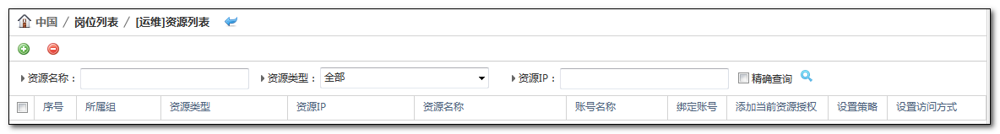 中国 / 岗位列表 / [运维]资源列表
资源名称： 资源类型： 全部 资源IP： 精确查询
序号 所属组 资源类型 资源IP 资源名称 账号名称 绑定账号 添加当前资源授权 设置策略 设置访问方式